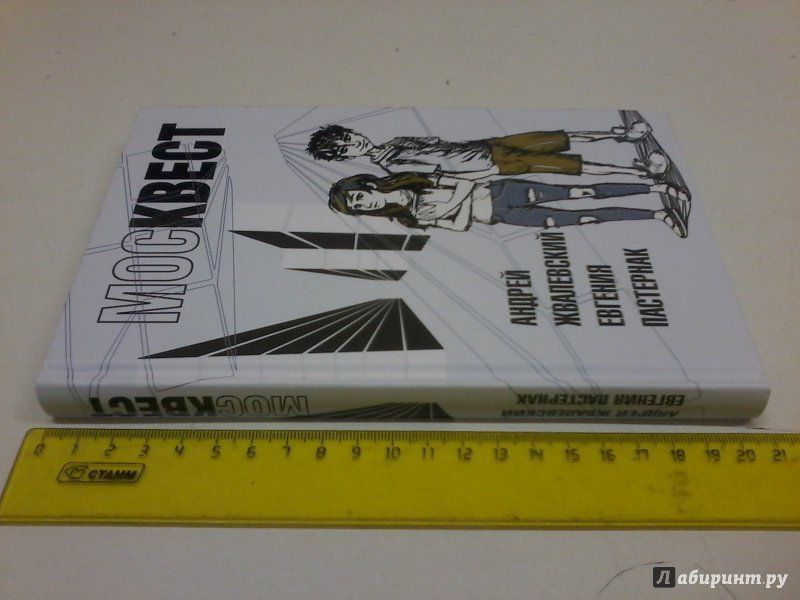 МОСКВЕСТ
АНДРЕЙ
ЖВАЛЕВСКИЙ
ЕВГЕНИЯ
ПАСТЕРНАК
МОСКВЕСТ
АНДРЕЙ ЖВАЛЕВСКИЙ
ЕВГЕНИЯ ПАСТЕРНАК
0 1 2 3 4 5 6 7 8 9 10 11 12 13 14 15 16 17 18 19 20 21
СТАММ
Лабиринт.ру